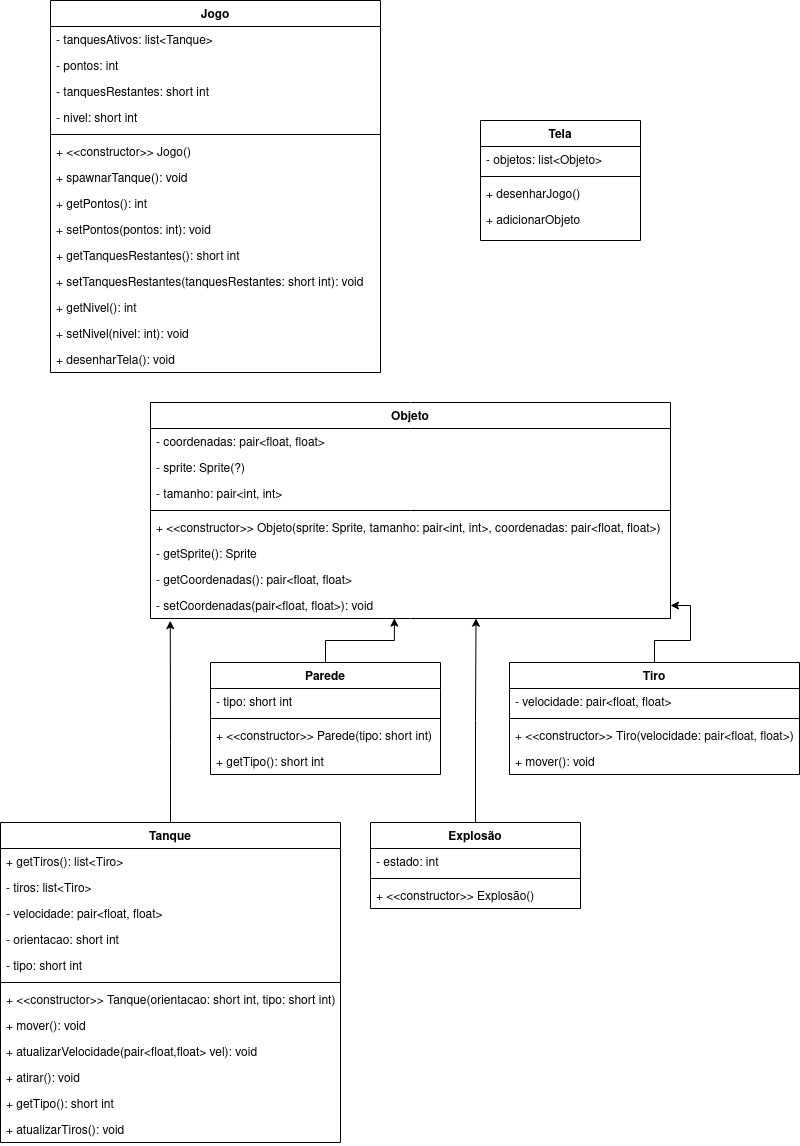 Jogo
- tanquesAtivos: list<Tanque>
- pontos: int
- tanquesRestantes: short int
- nivel: short int
+ <<constructor>> Jogo()
+ spawnarTanque(): void
+ getPontos(): int
+ setPontos(pontos: int): void
+ getTanquesRestantes(): short int
+ setTanquesRestantes(tanquesRestantes: short int): void
+ getNivel(): int
+ setNivel(nivel: int): void
+ desenharTela(): void
Tela
- objetos: list<Objeto>
+ desenharJogo()
+ adicionarObjeto
Objeto
- coordenadas: pair<float, float>
- sprite: Sprite(?)
- tamanho: pair<int, int>
+ <<constructor>> Objeto(sprite: Sprite, tamanho: pair<int, int>, coordenadas: pair<float, float>)
- getSprite(): Sprite
- getCoordenadas(): pair<float, float>
- setCoordenadas(pair<float, float>): void
Parede
- tipo: short int
+ <<constructor>> Parede(tipo: short int)
+ getTipo(): short int
Tiro
- velocidade: pair<float, float>
+ <<constructor>> Tiro(velocidade: pair<float, float>)
+ mover(): void
Tanque
+ getTiros(): list<Tiro>
- tiros: list<Tiro>
- velocidade: pair<float, float>
- orientacao: short int
- tipo: short int
+ <<constructor>> Tanque(orientacao: short int, tipo: short int)
+ mover(): void
+ atualizarVelocidade(pair<float,float> vel): void
+ atirar(): void
+ getTipo(): short int
+ atualizarTiros(): void
Explosão
- estado: int
+ <<constructor>> Explosão()